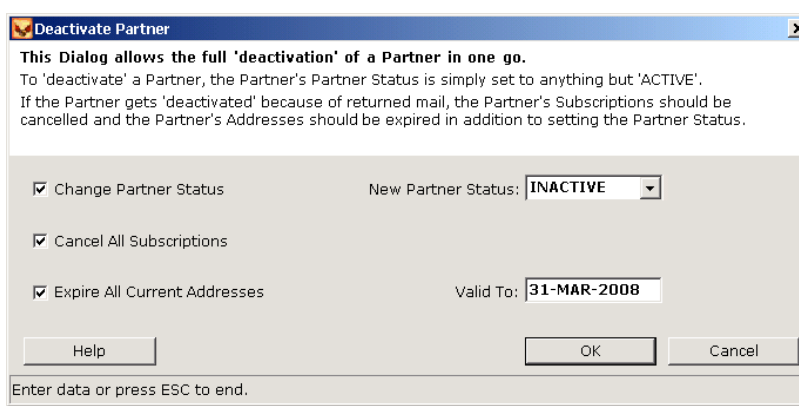 Deactivate Partner
This Dialog allows the full 'deactivation' of a Partner in one go.
To 'deactivate' a Partner, the Partner's Partner Status is simply set to anything but 'ACTIVE'.
If the Partner gets 'deactivated' because of returned mail, the Partner's Subscriptions should be
cancelled and the Partner's Addresses should be expired in addition to setting the Partner Status.
Change Partner Status New Partner Status: INACTIVE
Cancel All Subscriptions
Expire All Current Addresses Valid To: 31-MAR-2008
Help OK Cancel
Enter data or press ESC to end.